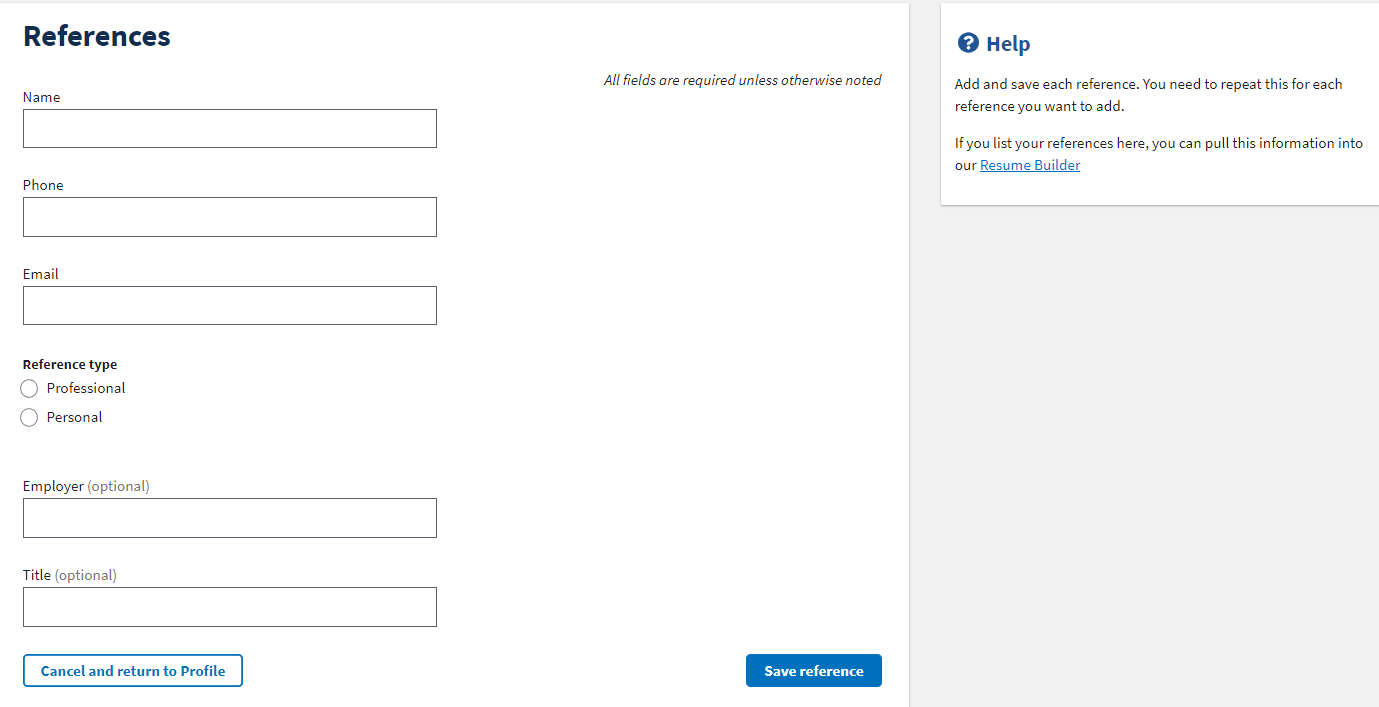 References
All fields are required unless otherwise noted
Name
Phone
Email
Reference type
Professional
Personal
Employer (optional)
Title (optional)
Cancel and return to Profile
Save reference
Help
Add and save each reference. You need to repeat this for each
reference you want to add.
If you list your references here, you can pull this information into
our Resume Builder